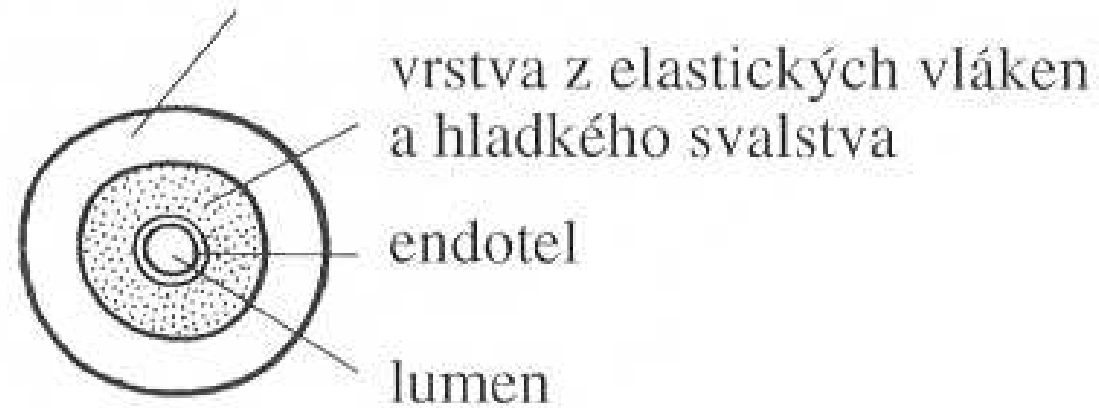 vrstva z elastických vláken
a hladkého svalstva
endotel
lumen